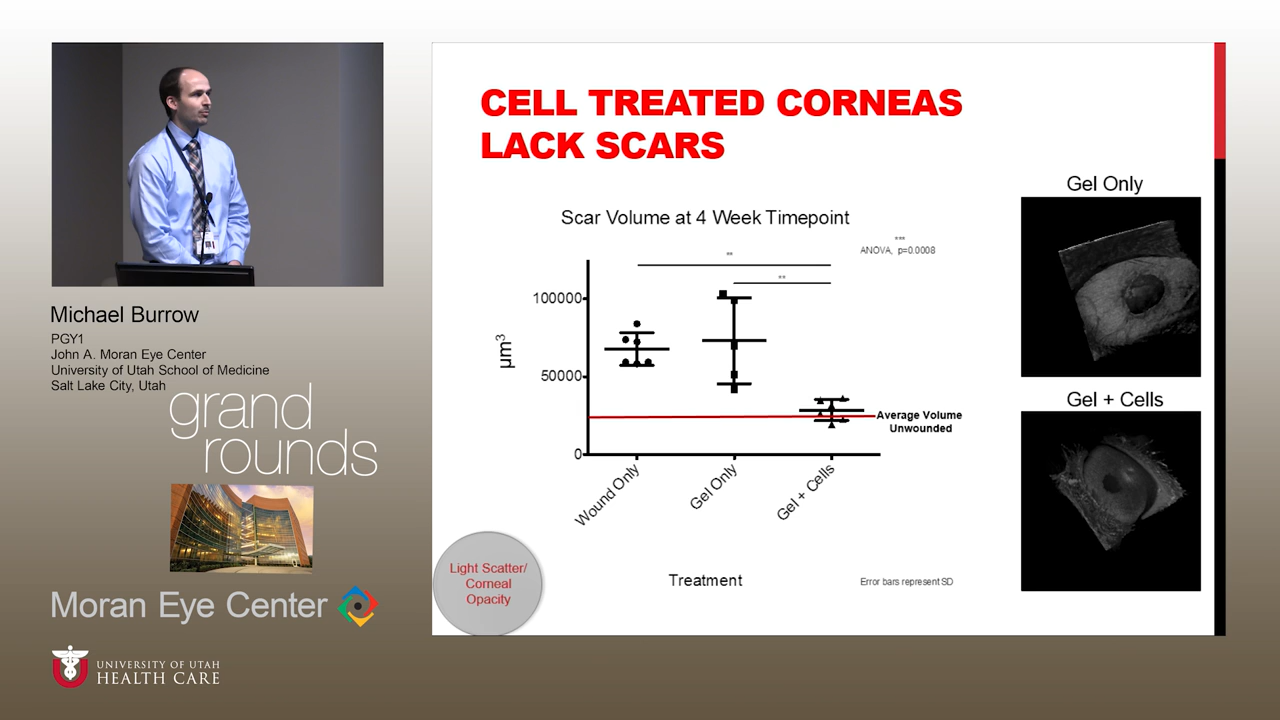 Michael Burrow
PGY1
John A. Moran Eye Center
University of Utah School of Medicine
Salt Lake City, Utah
grand
rounds
Moran Eye Center
UNIVERSITY OF UTAH
HEALTH CARE
CELL TREATED CORNEAS
LACK SCARS
Scar Volume at 4 Week Timepoint
***
ANOVA, p=0.0008
**
**
100000
50000
0
µm³
Average Volume
Unwounded
Wound Only
Gel Only
Gel + Cells
Treatment
Error bars represent SD
Light Scatter/
Corneal
Opacity
Gel Only
Gel + Cells